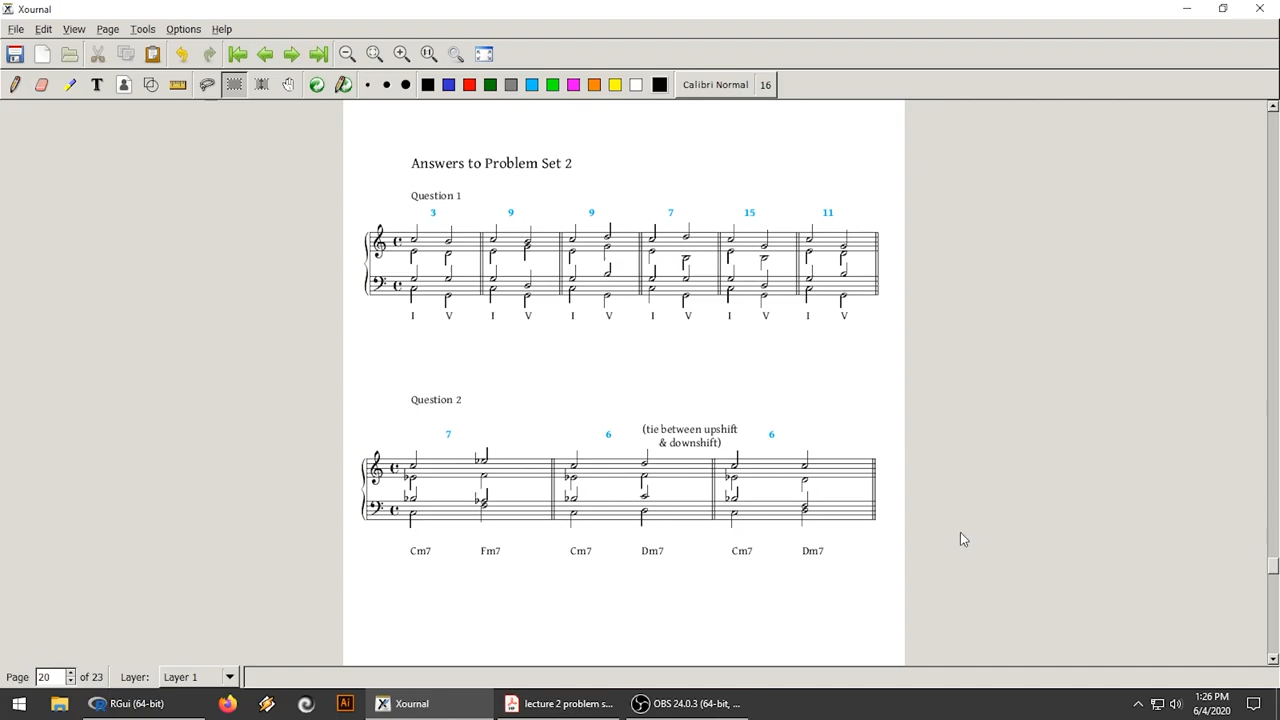 Xournal
File Edit View Page Tools Options Help
Calibri Normal 16
Answers to Problem Set 2
Question 1
3 9 9 7 15 11
I V I V I V I V I V I V
Question 2
(tie between upshift
& downshift)
7 6 6
Cm7 Fm7 Cm7 Dm7 Cm7 Dm7
Page 20 of 23 Layer: Layer 1
RGui (64-bit) Xournal lecture 2 problem s... OBS 24.0.3 (64-bit, ...
1:26 PM
6/4/2020